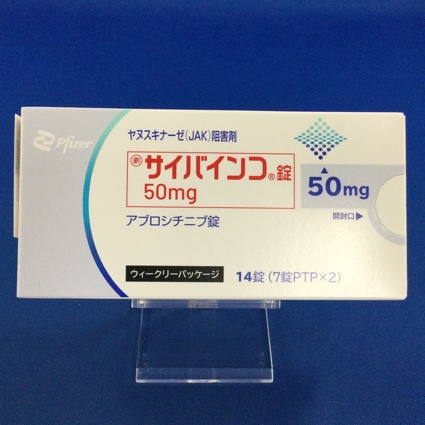 Pfizer
ヤヌスキナーゼ(JAK)阻害剤
劇 サイバインコ®錠
50mg
50mg
アブロシチニブ錠
開封口▶
ウィークリーパッケージ
14錠(7錠PTP×2)